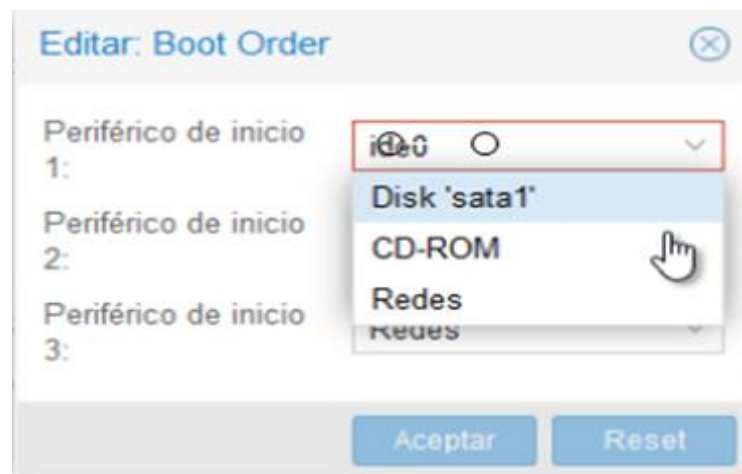 Editar: Boot Order
Periférico de inicio
1:
ide0
Disk 'sata1'
Periférico de inicio
2:
CD-ROM
Redes
Periférico de inicio
3:
Redes
Aceptar Reset